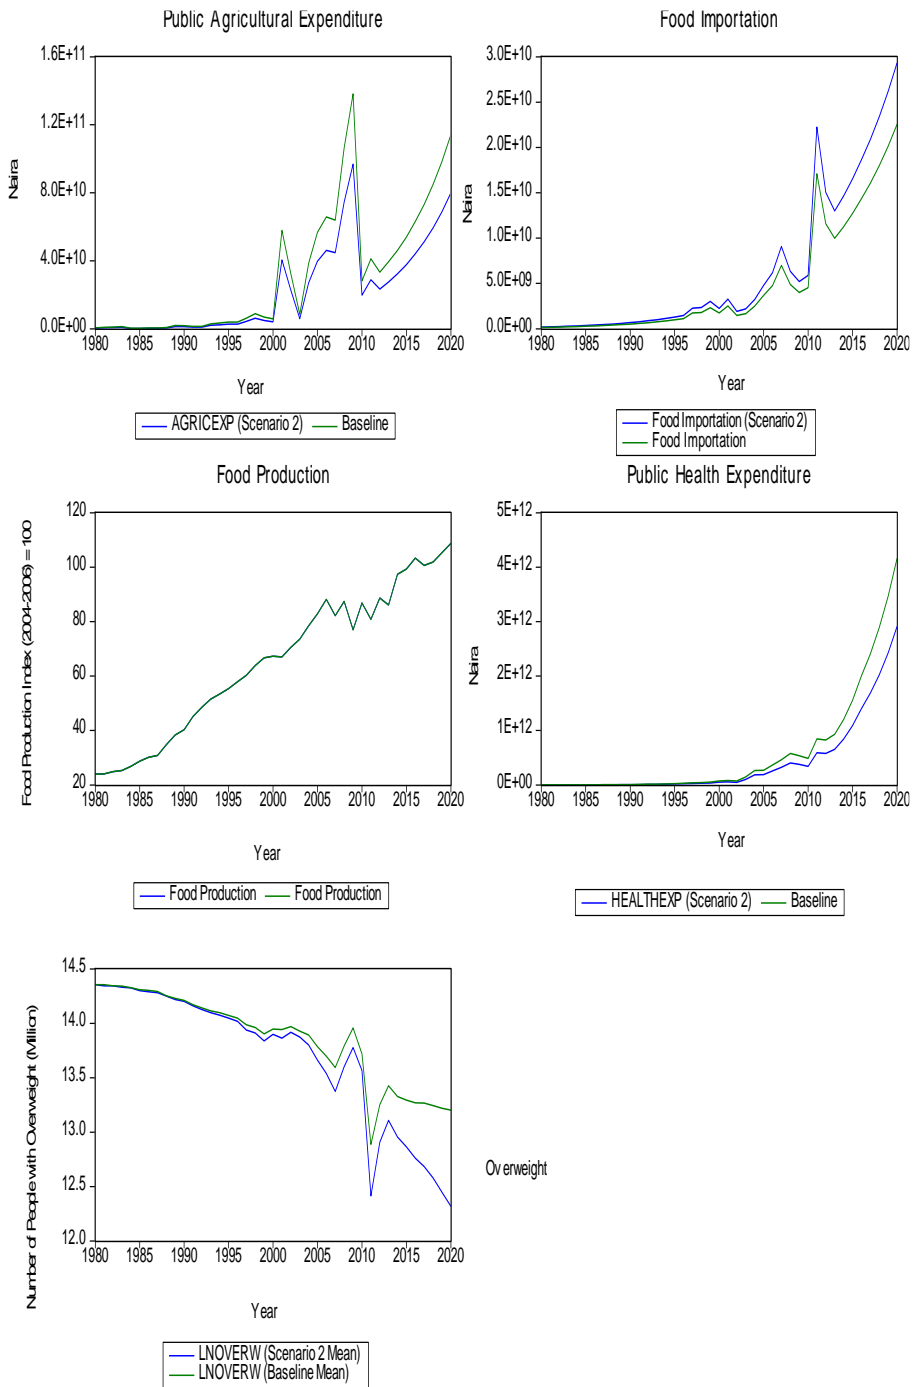 Public Agricultural Expenditure
1.6E+11
1.2E+11
8.0E+10
4.0E+10
0.0E+00
Naira
1980 1985 1990 1995 2000 2005 2010 2015 2020
Year
AGRICEXP (Scenario 2) Baseline
Food Importation
3.0E+10
2.5E+10
2.0E+10
1.5E+10
1.0E+10
5.0E+09
0.0E+00
Naira
1980 1985 1990 1995 2000 2005 2010 2015 2020
Year
Food Importation (Scenario 2)
Food Importation
Food Production
120
100
80
60
40
20
Food Production Index (2004-2006) = 100
1980 1985 1990 1995 2000 2005 2010 2015 2020
Year
Food Production Food Production
Public Health Expenditure
5E+12
4E+12
3E+12
2E+12
1E+12
0E+00
Naira
1980 1985 1990 1995 2000 2005 2010 2015 2020
Year
HEALTHEXP (Scenario 2) Baseline
14.5
14.0
13.5
13.0
12.5
12.0
Number of People with Overweight (Million)
1980 1985 1990 1995 2000 2005 2010 2015 2020
Year
LNOVERW (Scenario 2 Mean)
LNOVERW (Baseline Mean)
Overweight